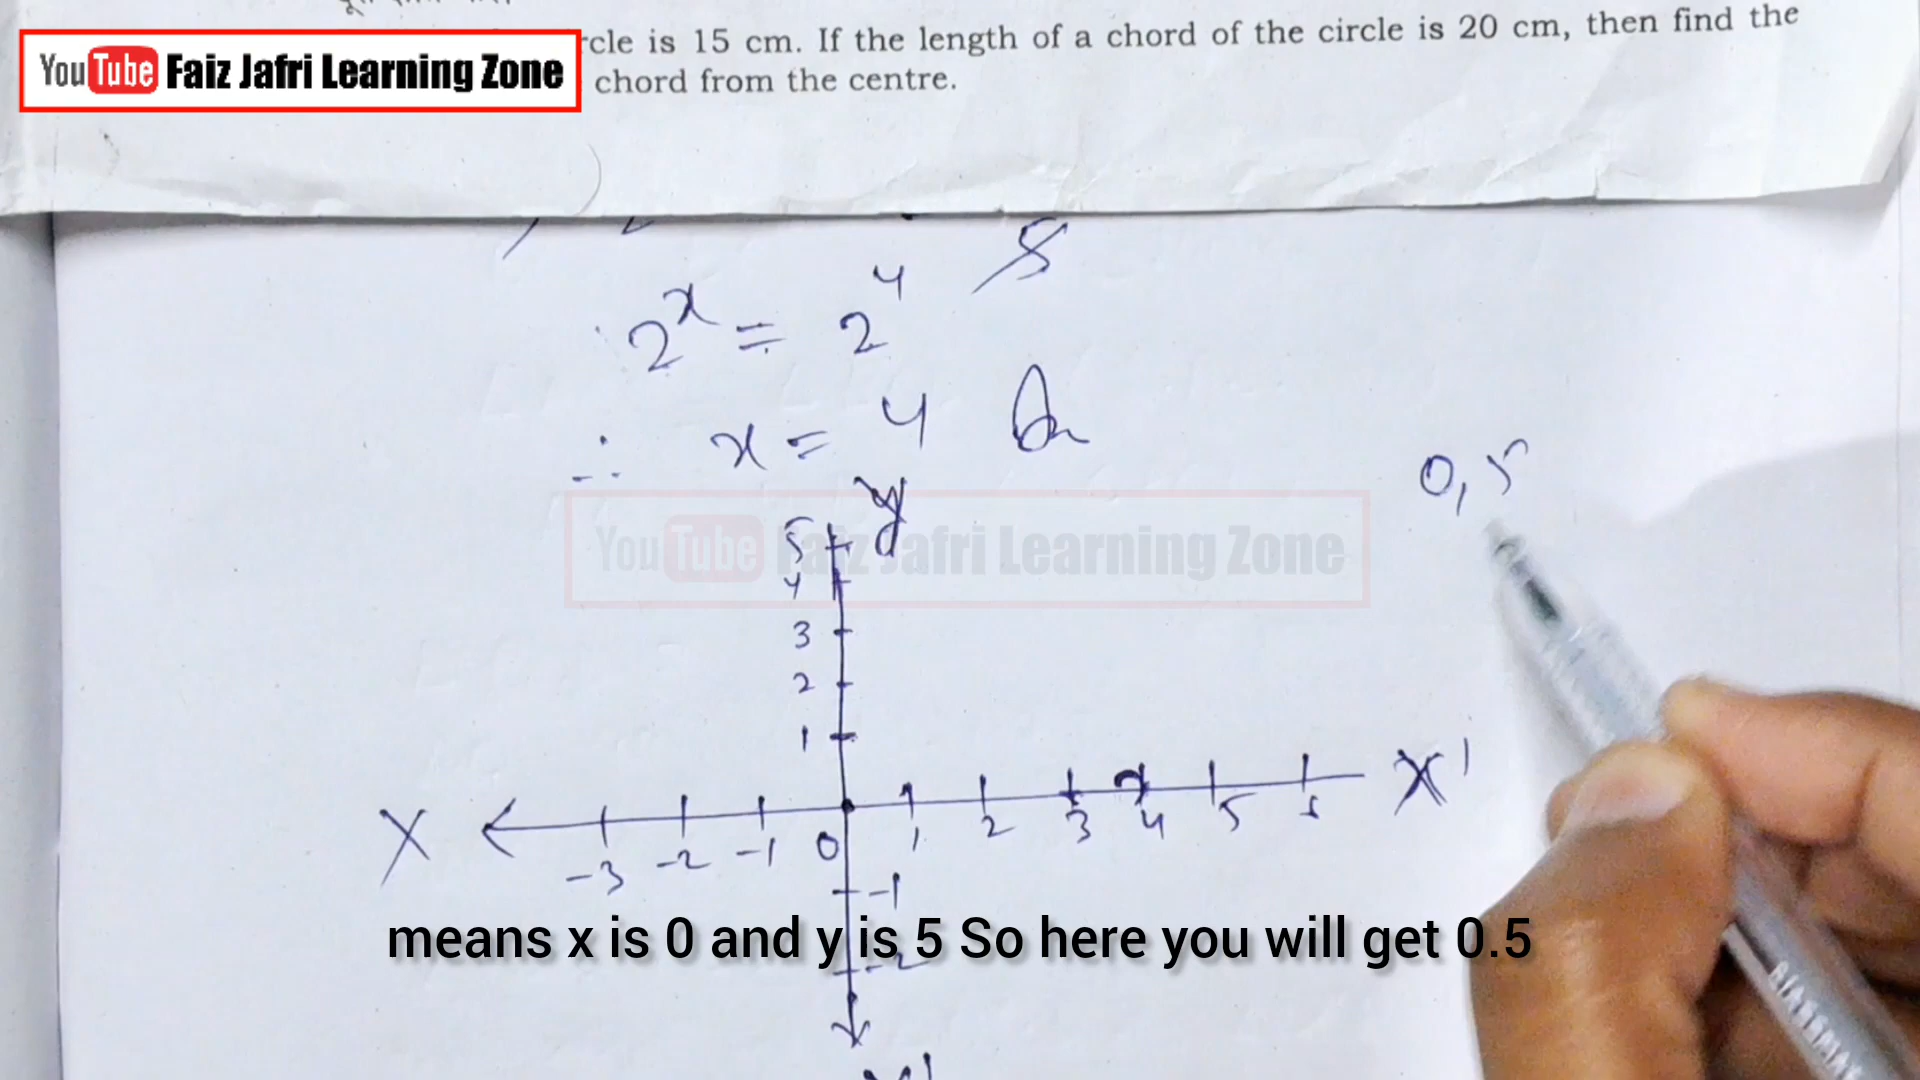 rcle is 15 cm. If the length of a chord of the circle is 20 cm, then find the
YouTube Faiz Jafri Learning Zone
chord from the centre.
2^x = 2^4
∴ x = 4
0, 5
y
YouTube Faiz Jafri Learning Zone
5
4
3
2
1
X -3 -2 -1 0 1 2 3 4 5 X'
-1
-2
means x is 0 and y is 5 So here you will get 0.5